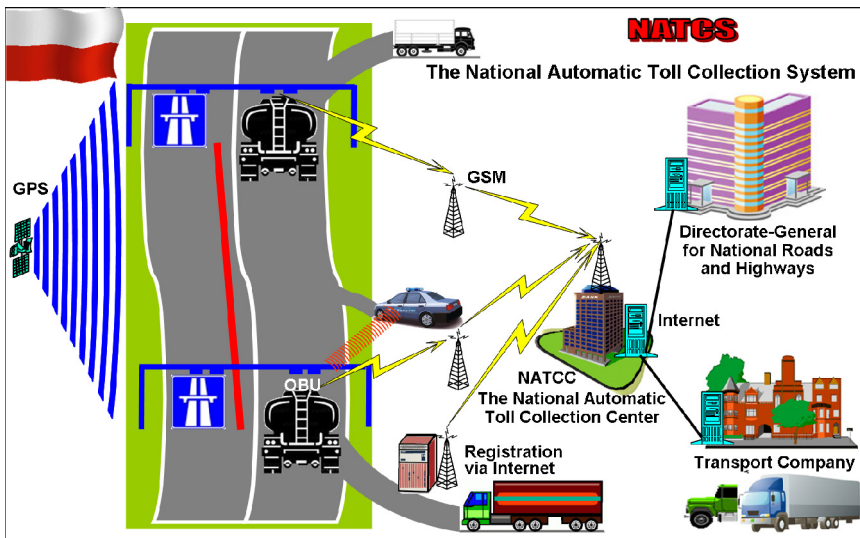 NATCS
The National Automatic Toll Collection System
GPS
GSM
Directorate-General
for National Roads
and Highways
BANK
Internet
NATCC
The National Automatic
Toll Collection Center
OBU
Registration
via Internet
Transport Company